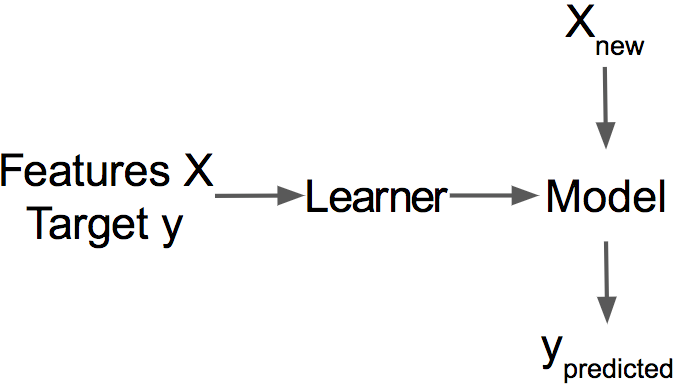 X_new
Features X
Target y
Learner
Model
y_predicted